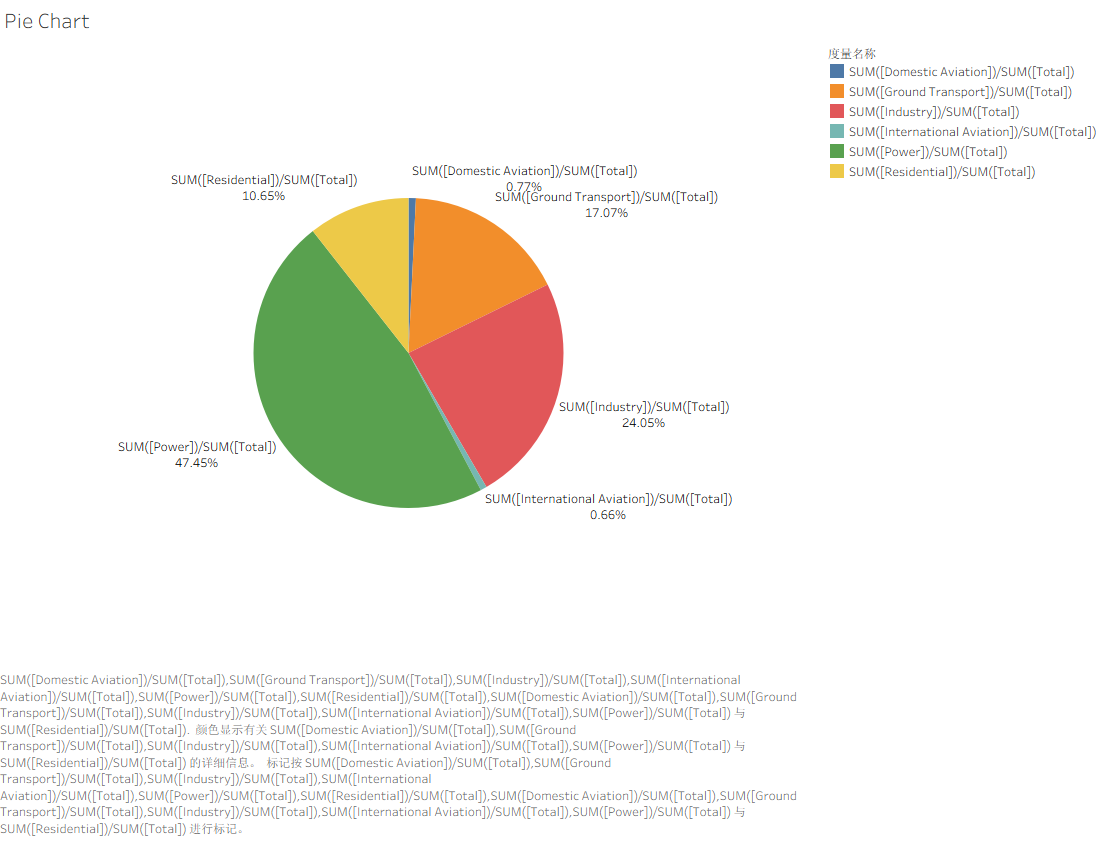 Pie Chart
度量名称
SUM([Domestic Aviation])/SUM([Total])
SUM([Ground Transport])/SUM([Total])
SUM([Industry])/SUM([Total])
SUM([International Aviation])/SUM([Total])
SUM([Power])/SUM([Total])
SUM([Residential])/SUM([Total])
SUM([Residential])/SUM([Total])
10.65%
SUM([Domestic Aviation])/SUM([Total])
0.77%
SUM([Ground Transport])/SUM([Total])
17.07%
SUM([Industry])/SUM([Total])
24.05%
SUM([Power])/SUM([Total])
47.45%
SUM([International Aviation])/SUM([Total])
0.66%
SUM([Domestic Aviation])/SUM([Total]),SUM([Ground Transport])/SUM([Total]),SUM([Industry])/SUM([Total]),SUM([International
Aviation])/SUM([Total]),SUM([Power])/SUM([Total]),SUM([Residential])/SUM([Total]),SUM([Domestic Aviation])/SUM([Total]),SUM([Ground
Transport])/SUM([Total]),SUM([Industry])/SUM([Total]),SUM([International Aviation])/SUM([Total]),SUM([Power])/SUM([Total]) 与
SUM([Residential])/SUM([Total]). 颜色显示有关 SUM([Domestic Aviation])/SUM([Total]),SUM([Ground
Transport])/SUM([Total]),SUM([Industry])/SUM([Total]),SUM([International Aviation])/SUM([Total]),SUM([Power])/SUM([Total]) 与
SUM([Residential])/SUM([Total]) 的详细信息。 标记按 SUM([Domestic Aviation])/SUM([Total]),SUM([Ground
Transport])/SUM([Total]),SUM([Industry])/SUM([Total]),SUM([International
Aviation])/SUM([Total]),SUM([Power])/SUM([Total]),SUM([Residential])/SUM([Total]),SUM([Domestic Aviation])/SUM([Total]),SUM([Ground
Transport])/SUM([Total]),SUM([Industry])/SUM([Total]),SUM([International Aviation])/SUM([Total]),SUM([Power])/SUM([Total]) 与
SUM([Residential])/SUM([Total]) 进行标记。